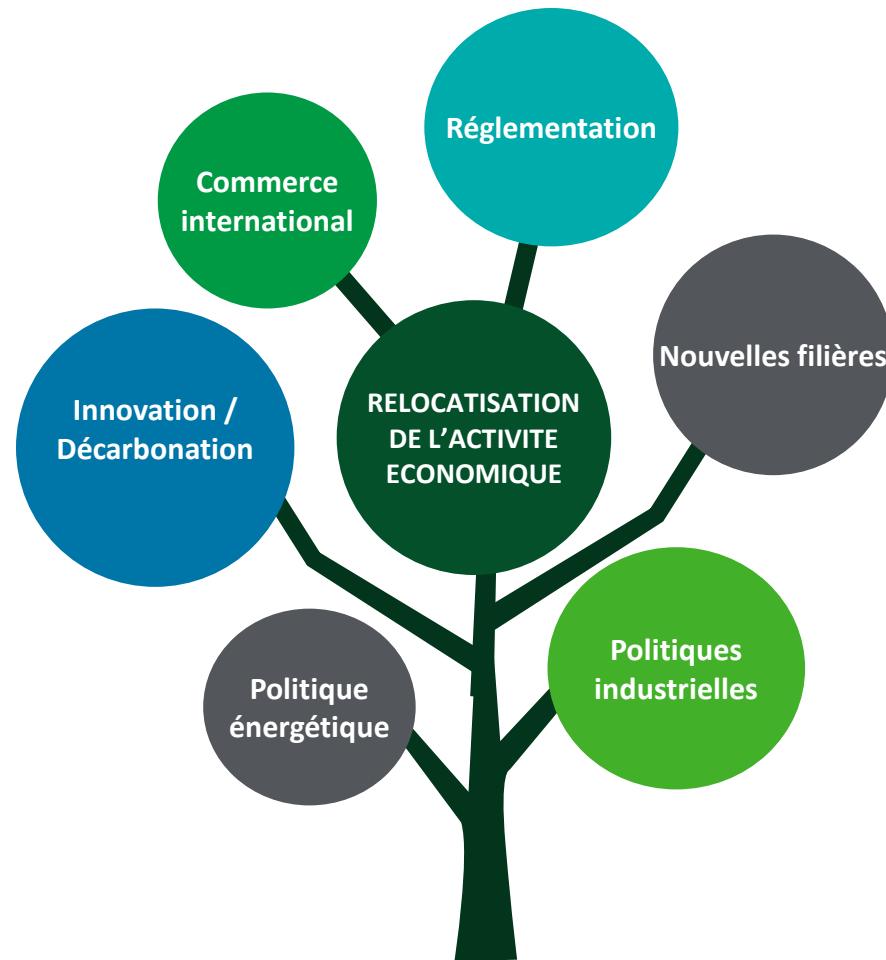 Réglementation
Commerce
international
Nouvelles filières
RELOCATISATION
DE L’ACTIVITE
ECONOMIQUE
Innovation /
Décarbonation
Politiques
industrielles
Politique
énergétique